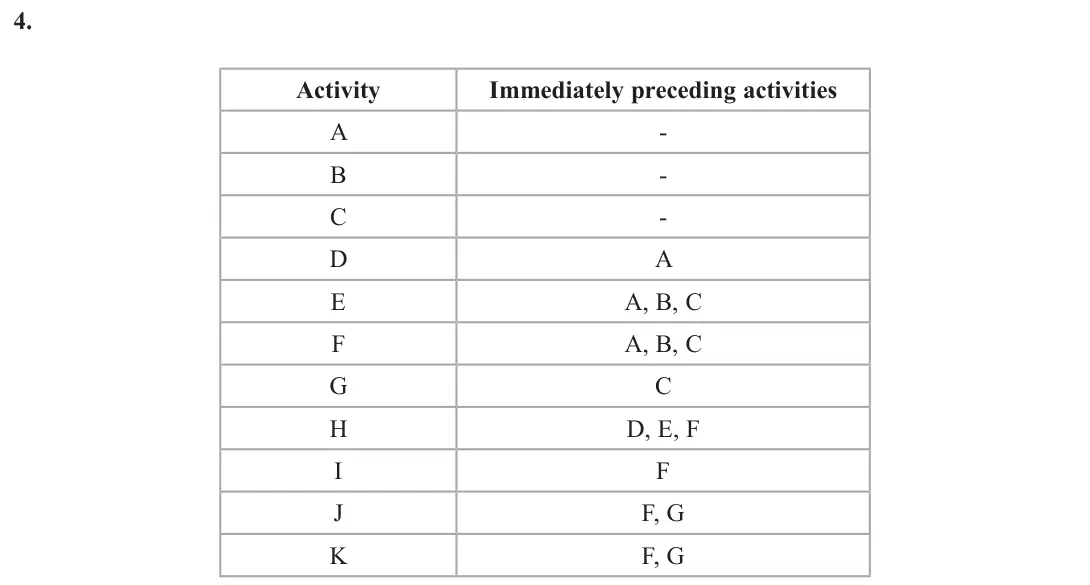 4.
Activity Immediately preceding activities
A -
B -
C -
D A
E A, B, C
F A, B, C
G C
H D, E, F
I F
J F, G
K F, G